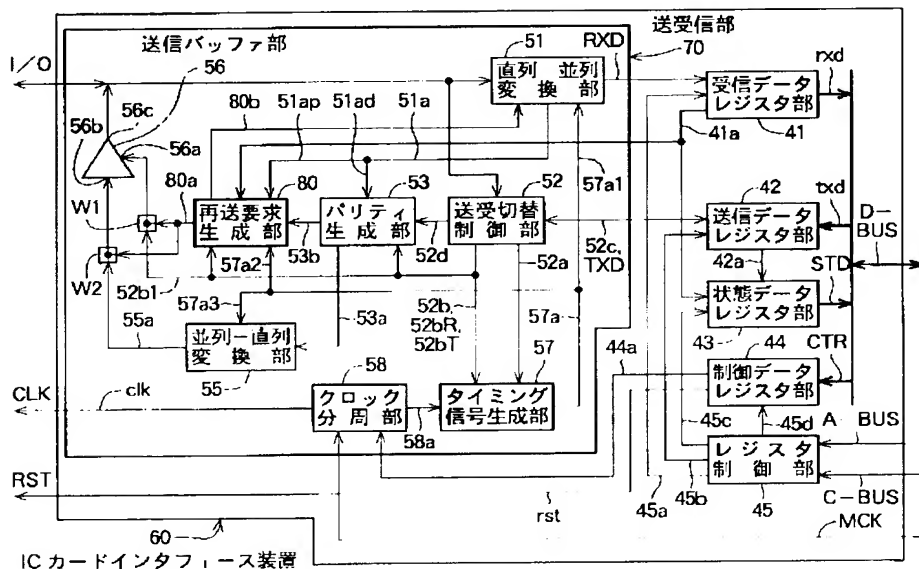 送受信部
70
送信バッファ部
51
RXD
rxd
I/O
56
直列 並列
変換部
受信データ
レジスタ部
56c
80b
51ap
51ad
51a
41
56b
56a
41a
57a1
80a
80
53
52
42
txd
W1
再送要求
生成部
パリティ
生成部
送受切替
制御部
送信データ
レジスタ部
D-
BUS
W2
57a2
53b
52d
52a
52c,
TXD
42a
STD
52b1
57a3
状態データ
レジスタ部
55a
53a
52b,
52bR,
52bT
57a
43
44
CTR
並列-直列
変換部
44a
制御データ
レジスタ部
55
58
57
CLK
clk
クロック
分周部
タイミング
信号生成部
45c
45d
A BUS
58a
レジスタ
制御部
RST
C-BUS
rst
45a
45b
45
MCK
60
ICカードインタフェース装置